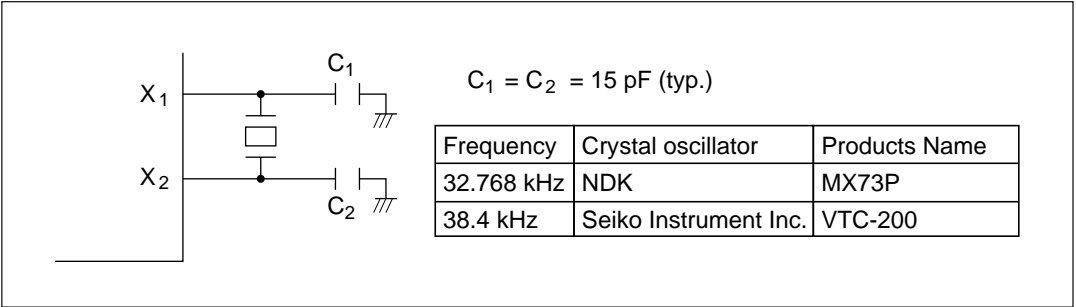 C1
X1
X2
C2
C1 = C2 = 15 pF (typ.)
Frequency Crystal oscillator Products Name
32.768 kHz NDK MX73P
38.4 kHz Seiko Instrument Inc. VTC-200